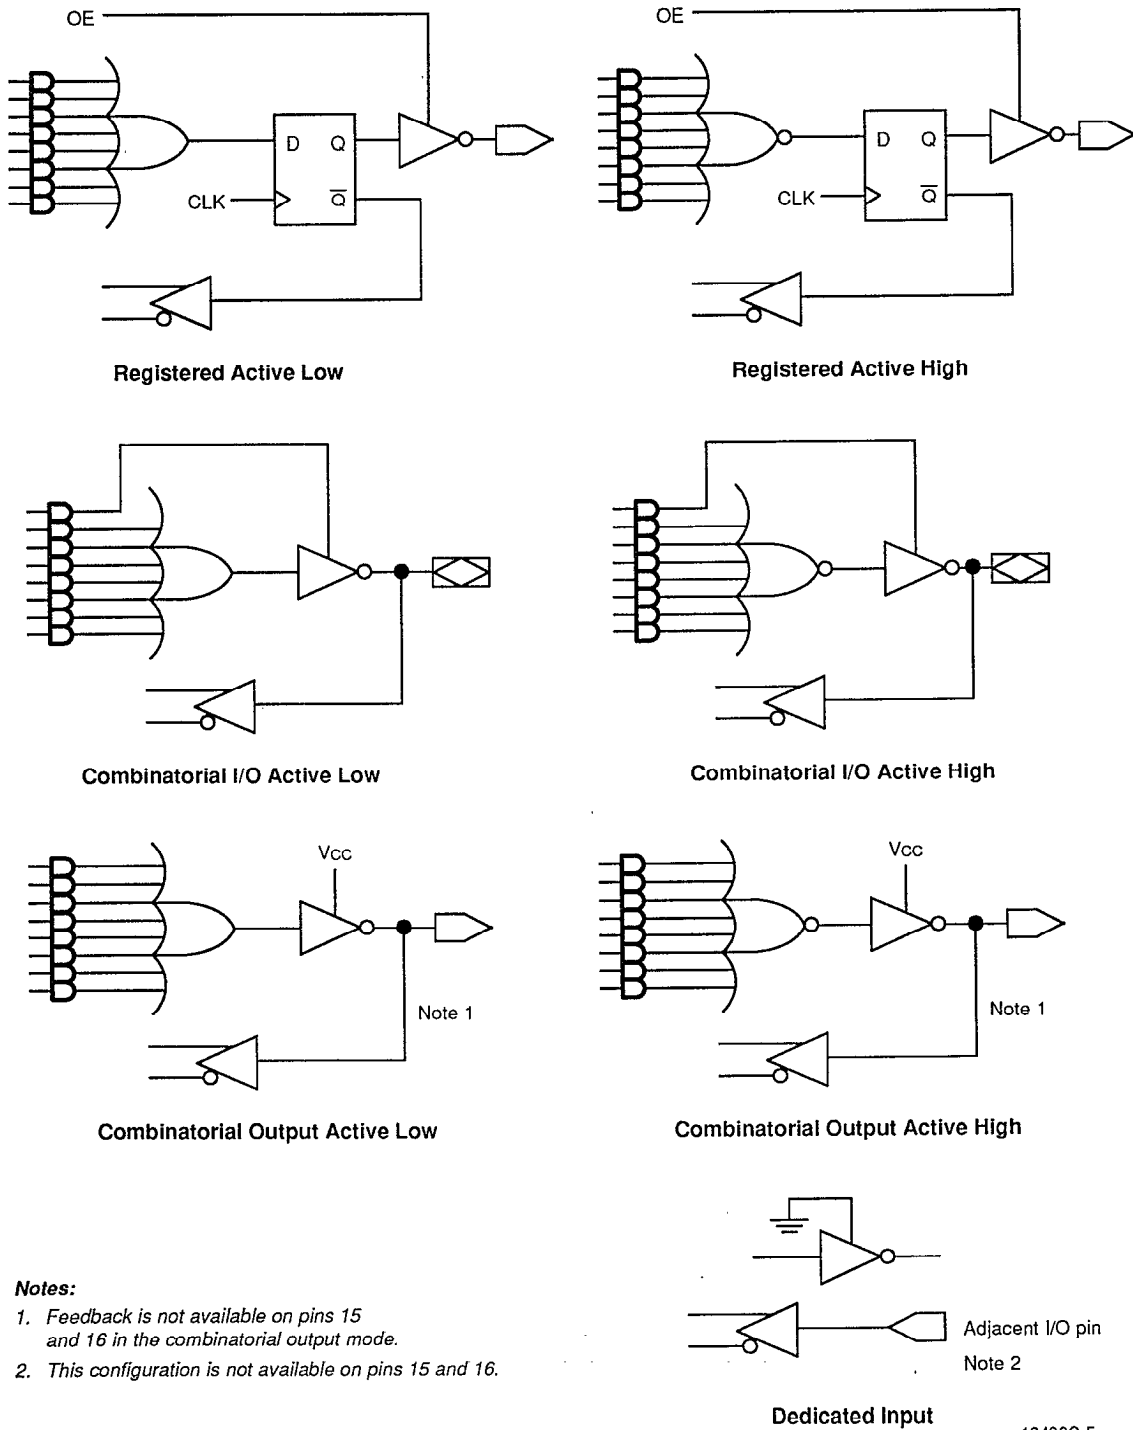 OE
OE
D Q
CLK Q
D Q
CLK Q
Registered Active Low
Registered Active High
Combinatorial I/O Active Low
Combinatorial I/O Active High
Vcc
Vcc
Note 1
Note 1
Combinatorial Output Active Low
Combinatorial Output Active High
Notes:
1. Feedback is not available on pins 15
and 16 in the combinatorial output mode.
2. This configuration is not available on pins 15 and 16.
Adjacent I/O pin
Note 2
Dedicated Input